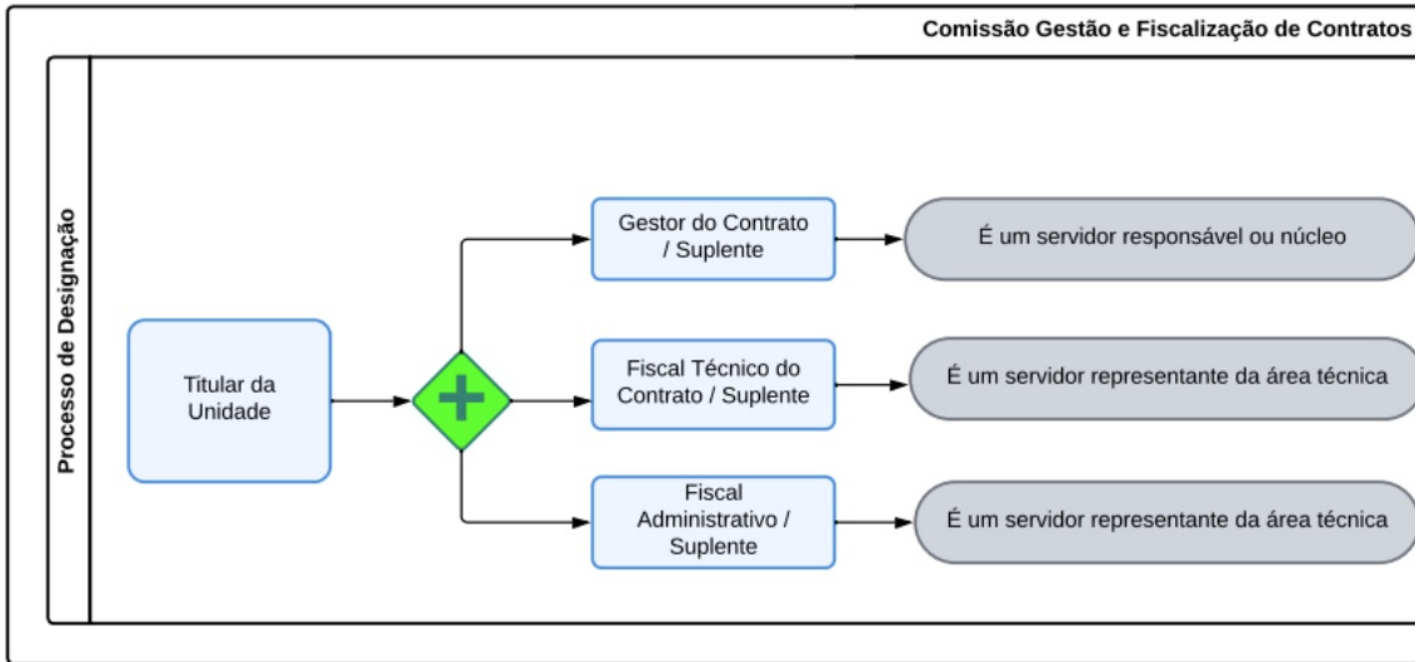 Comissão Gestão e Fiscalização de Contratos
Processo de Designação
Titular da
Unidade
Gestor do Contrato
/ Suplente
É um servidor responsável ou núcleo
Fiscal Técnico do
Contrato / Suplente
É um servidor representante da área técnica
Fiscal
Administrativo /
Suplente
É um servidor representante da área técnica